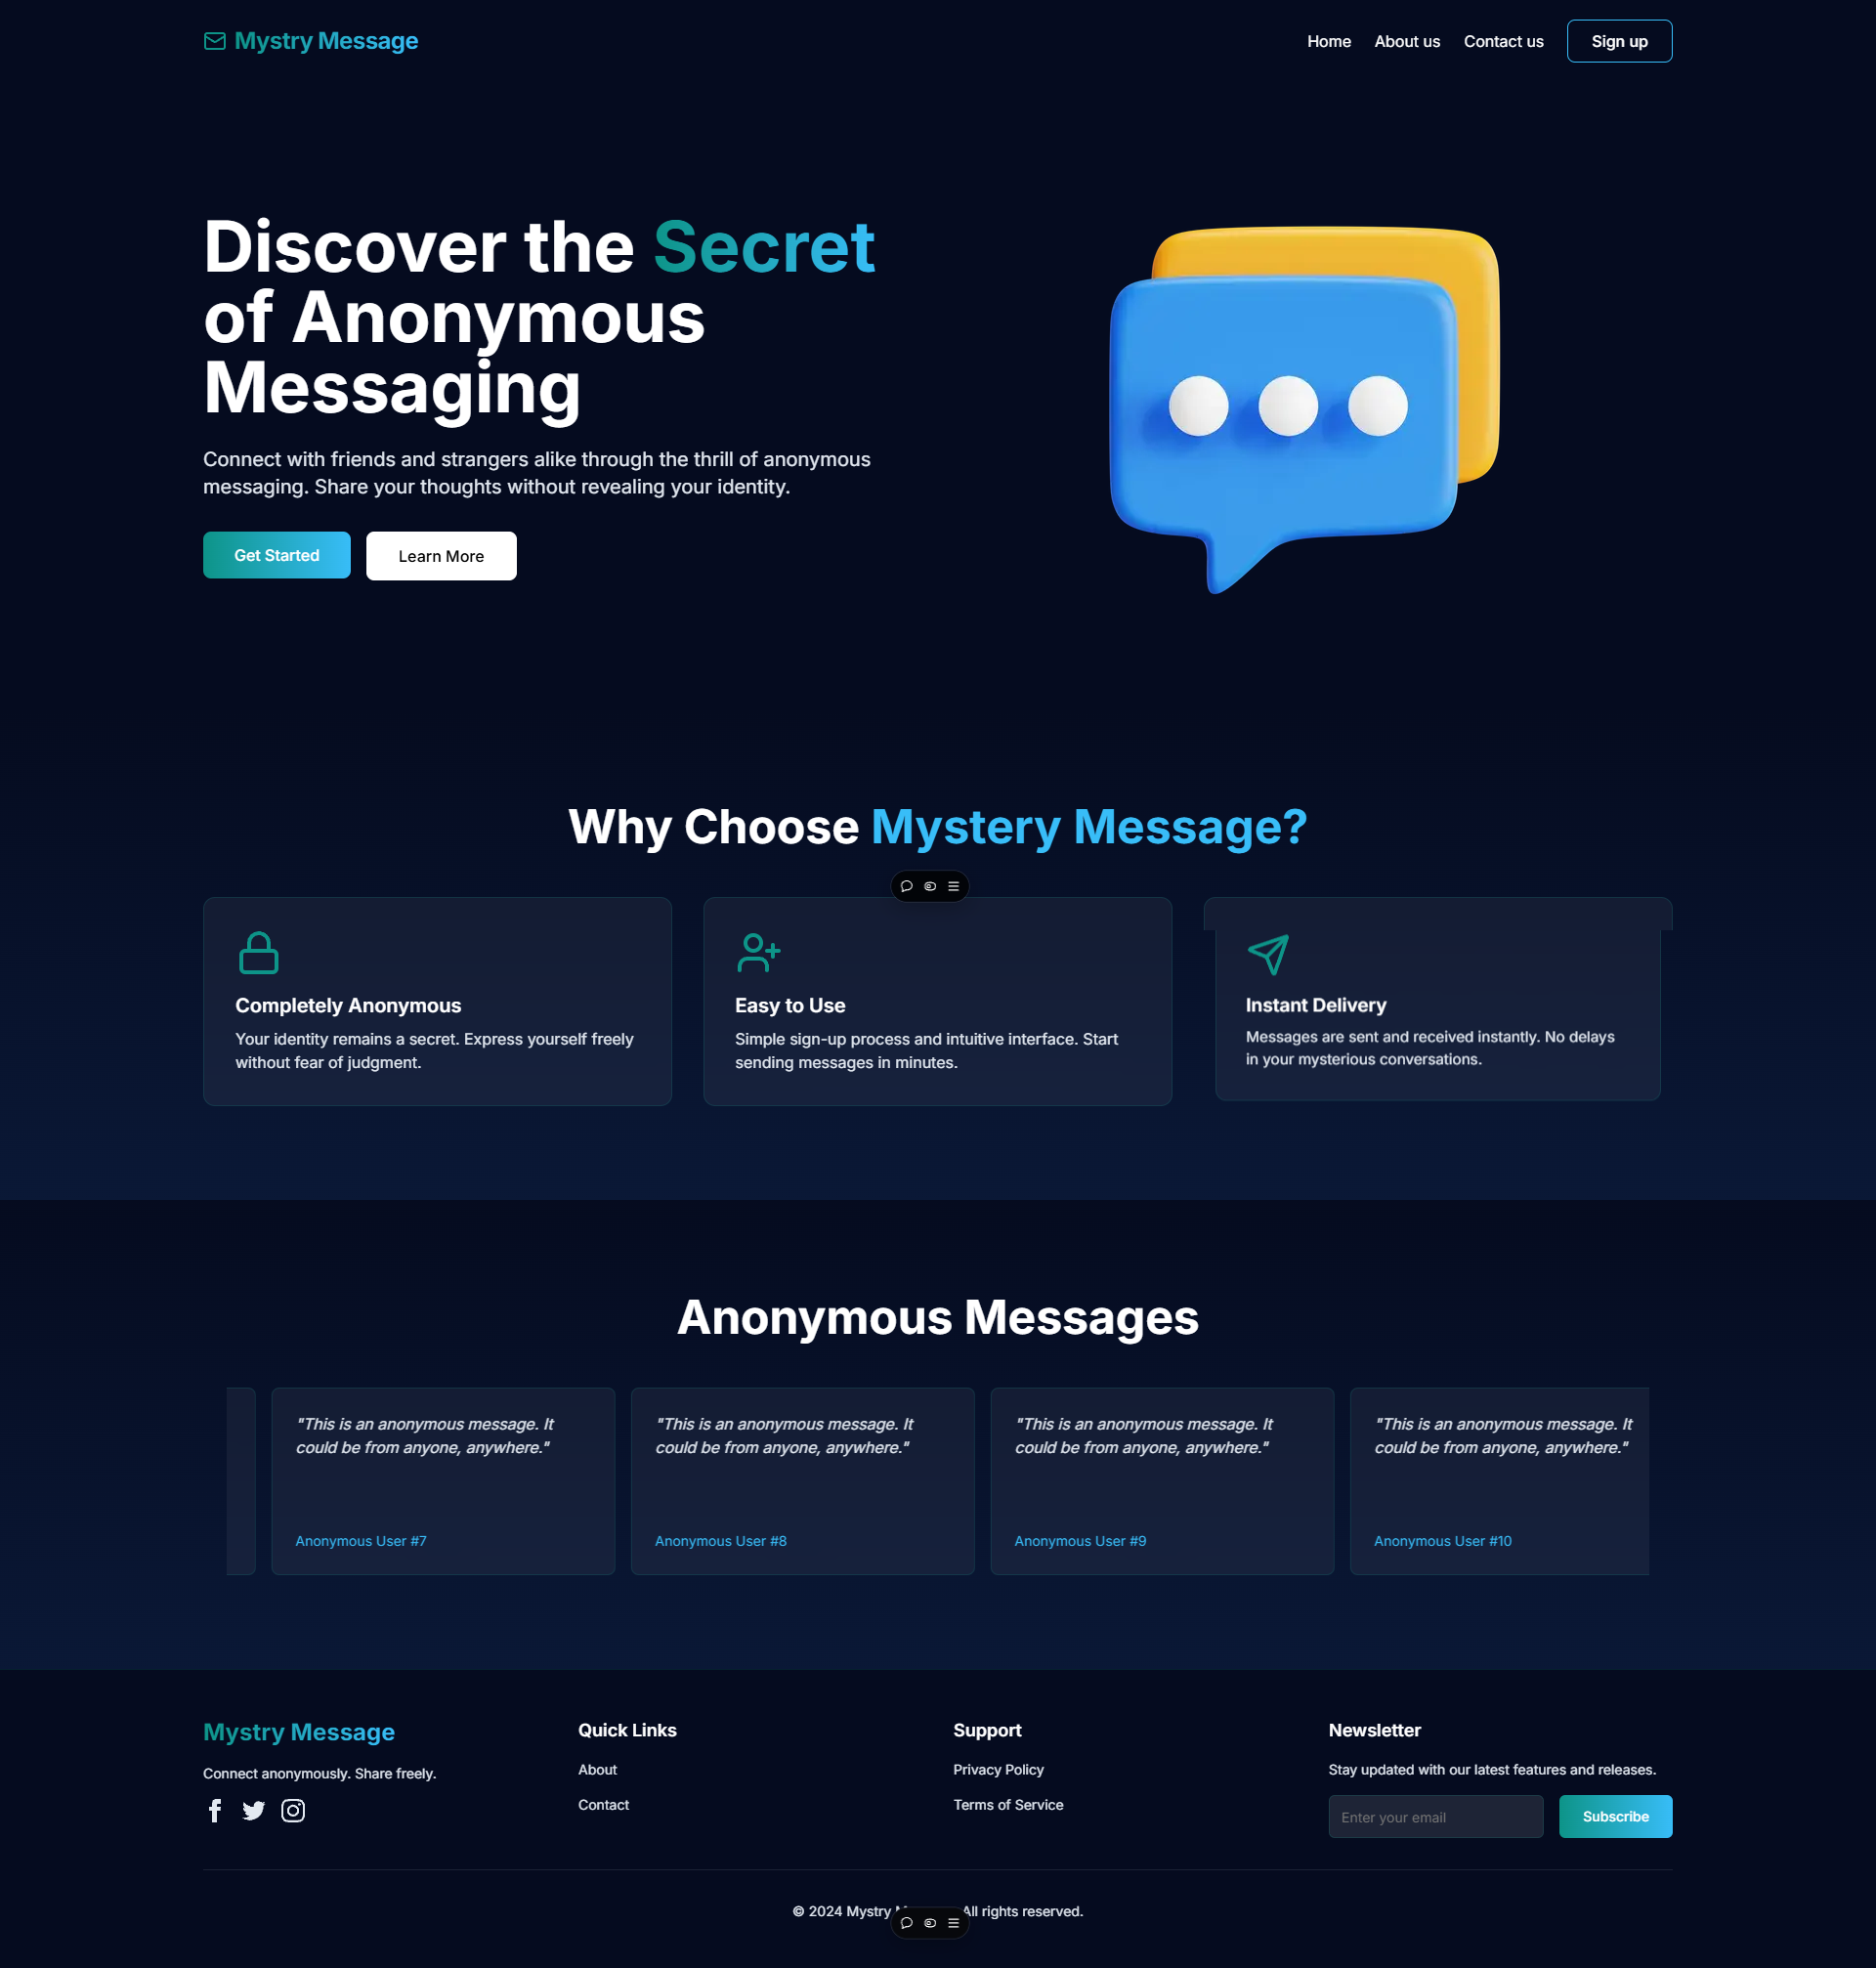 Mystry Message
Home About us Contact us Sign up
Discover the Secret
of Anonymous
Messaging
Connect with friends and strangers alike through the thrill of anonymous
messaging. Share your thoughts without revealing your identity.
Get Started Learn More
Why Choose Mystery Message?
Completely Anonymous
Your identity remains a secret. Express yourself freely
without fear of judgment.
Easy to Use
Simple sign-up process and intuitive interface. Start
sending messages in minutes.
Instant Delivery
Messages are sent and received instantly. No delays
in your mysterious conversations.
Anonymous Messages
"This is an anonymous message. It
could be from anyone, anywhere."
Anonymous User #7
"This is an anonymous message. It
could be from anyone, anywhere."
Anonymous User #8
"This is an anonymous message. It
could be from anyone, anywhere."
Anonymous User #9
"This is an anonymous message. It
could be from anyone, anywhere."
Anonymous User #10
Mystry Message
Connect anonymously. Share freely.
Quick Links
About
Contact
Support
Privacy Policy
Terms of Service
Newsletter
Stay updated with our latest features and releases.
Enter your email Subscribe
© 2024 Mystry All rights reserved.